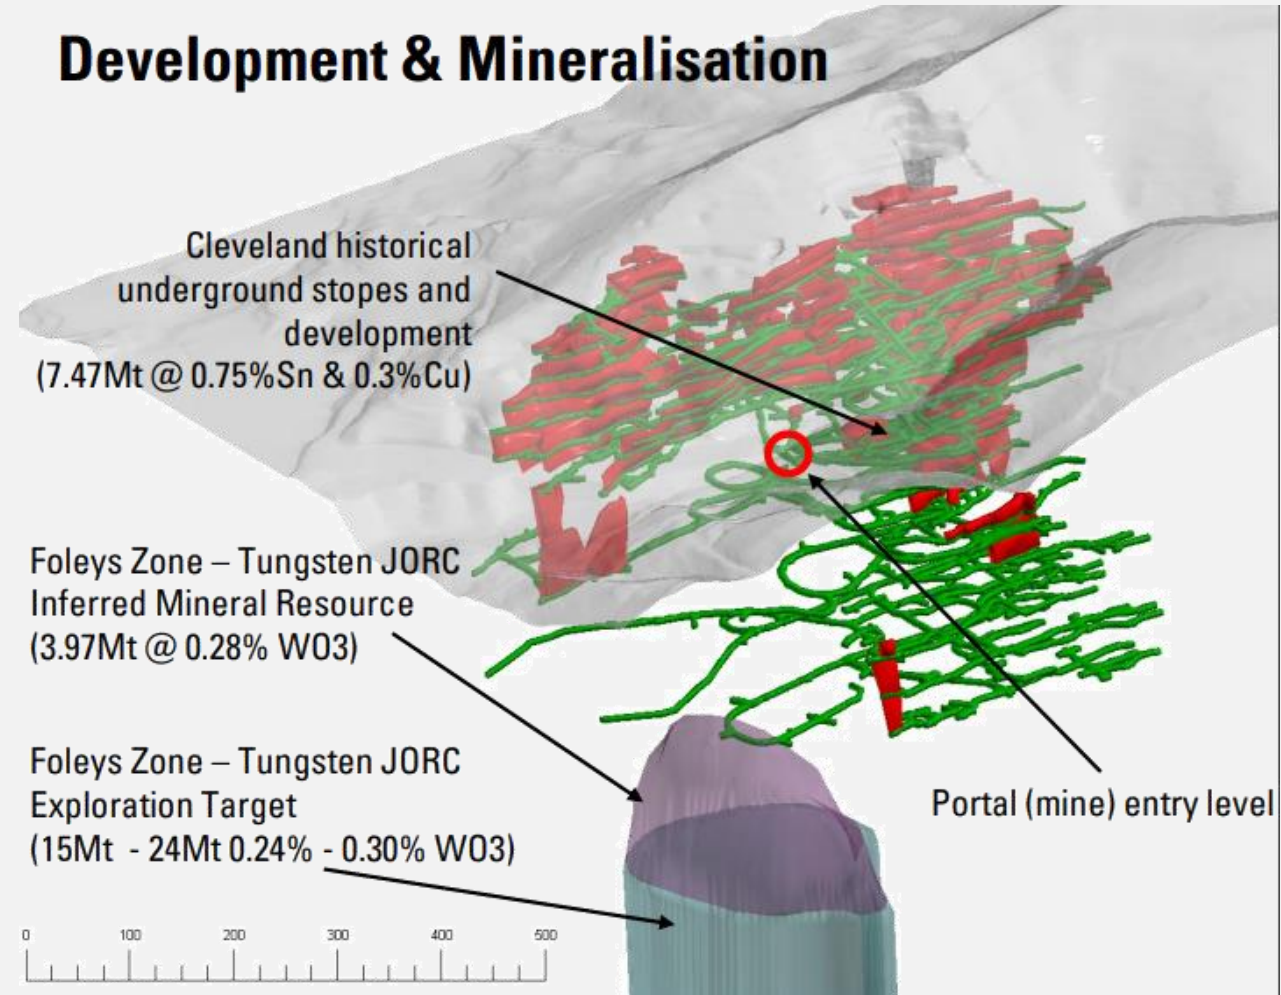 Development & Mineralisation
Cleveland historical
underground stopes and
development
(7.47Mt @ 0.75%Sn & 0.3%Cu)
Foleys Zone – Tungsten JORC
Inferred Mineral Resource
(3.97Mt @ 0.28% WO3)
Foleys Zone – Tungsten JORC
Exploration Target
(15Mt - 24Mt 0.24% - 0.30% WO3)
Portal (mine) entry level
0 100 200 300 400 500